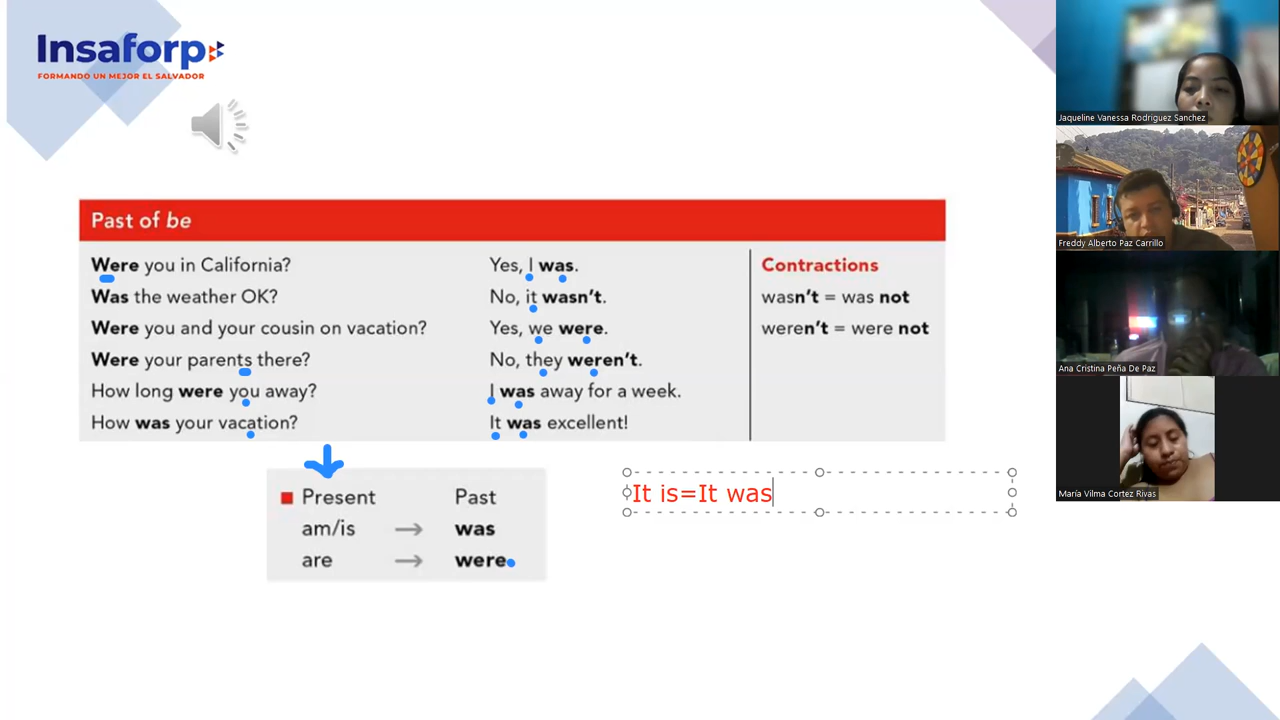 Insaforp
FORMANDO UN MEJOR EL SALVADOR
Past of be
Were you in California?
Yes, I was.
Was the weather OK?
No, it wasn't.
Were you and your cousin on vacation?
Yes, we were.
Were your parents there?
No, they weren't.
How long were you away?
I was away for a week.
How was your vacation?
It was excellent!
Contractions
wasn't = was not
weren't = were not
Present
Past
am/is → was
are → were
It is=It was
Jaqueline Vanessa Rodriguez Sanchez
Freddy Alberto Paz Carrillo
Ana Cristina Peña De Paz
María Vilma Cortez Rivas